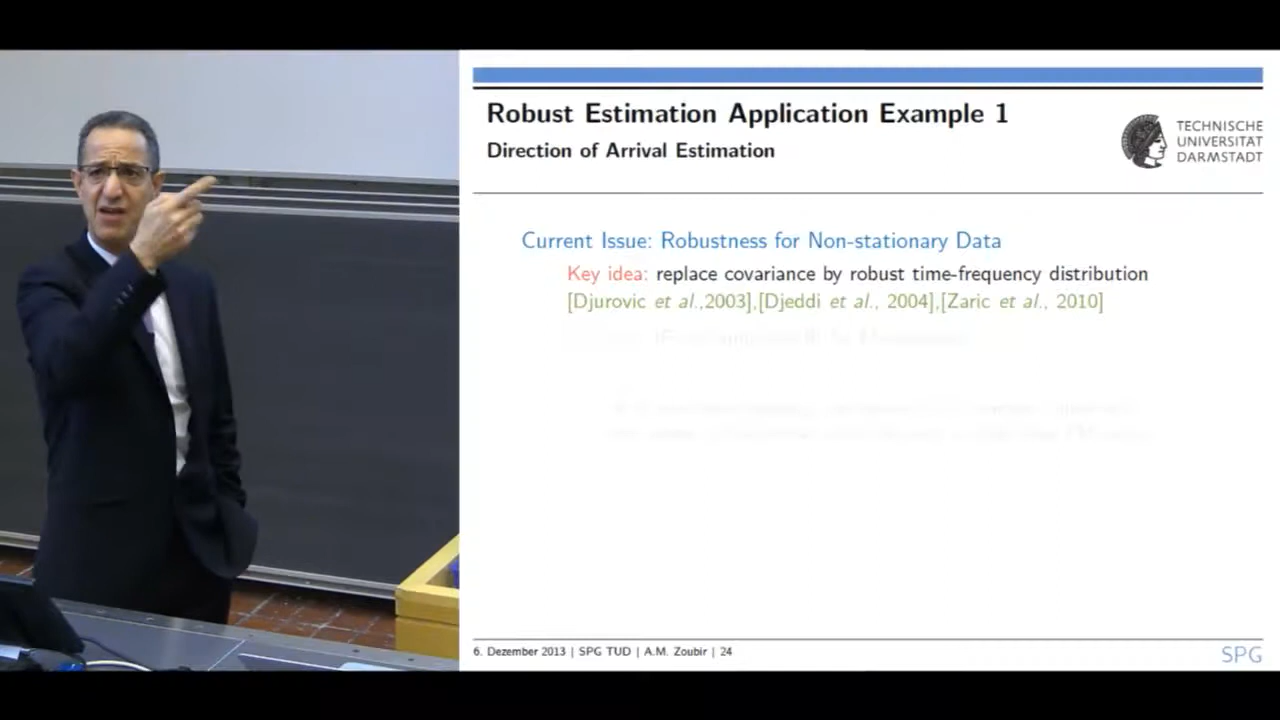 Robust Estimation Application Example 1
Direction of Arrival Estimation
TECHNISCHE
UNIVERSITÄT
DARMSTADT
Current Issue: Robustness for Non-stationary Data
Key idea: replace covariance by robust time-frequency distribution
[Djurovic et al.,2003],[Djeddi et al., 2004],[Zaric et al., 2010]
6. Dezember 2013 | SPG TUD | A.M. Zoubir | 24
SPG